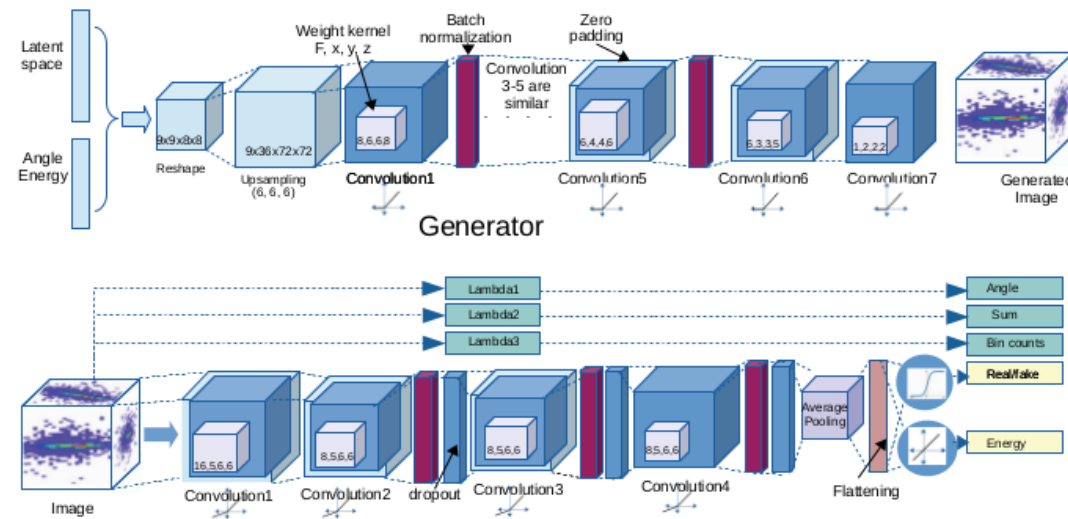 Latent
space
Angle
Energy
9x9x8x8
Reshape
9x36x72x72
Upsampling
(6, 6, 6)
Weight kernel
F, x, y, z
8,6,6,8
Convolution1
Batch
normalization
Convolution
3-5 are
similar
Zero
padding
6,4,4,6
Convolution5
6,3,3,5
Convolution6
1,2,2,2
Convolution7
Generated
Image
Generator
Lambda1
Lambda2
Lambda3
Angle
Sum
Bin counts
Real/fake
Energy
Image
16,5,6,6
Convolution1
8,5,6,6
Convolution2
dropout
8,5,6,6
Convolution3
8,5,6,6
Convolution4
Average
Pooling
Flattening